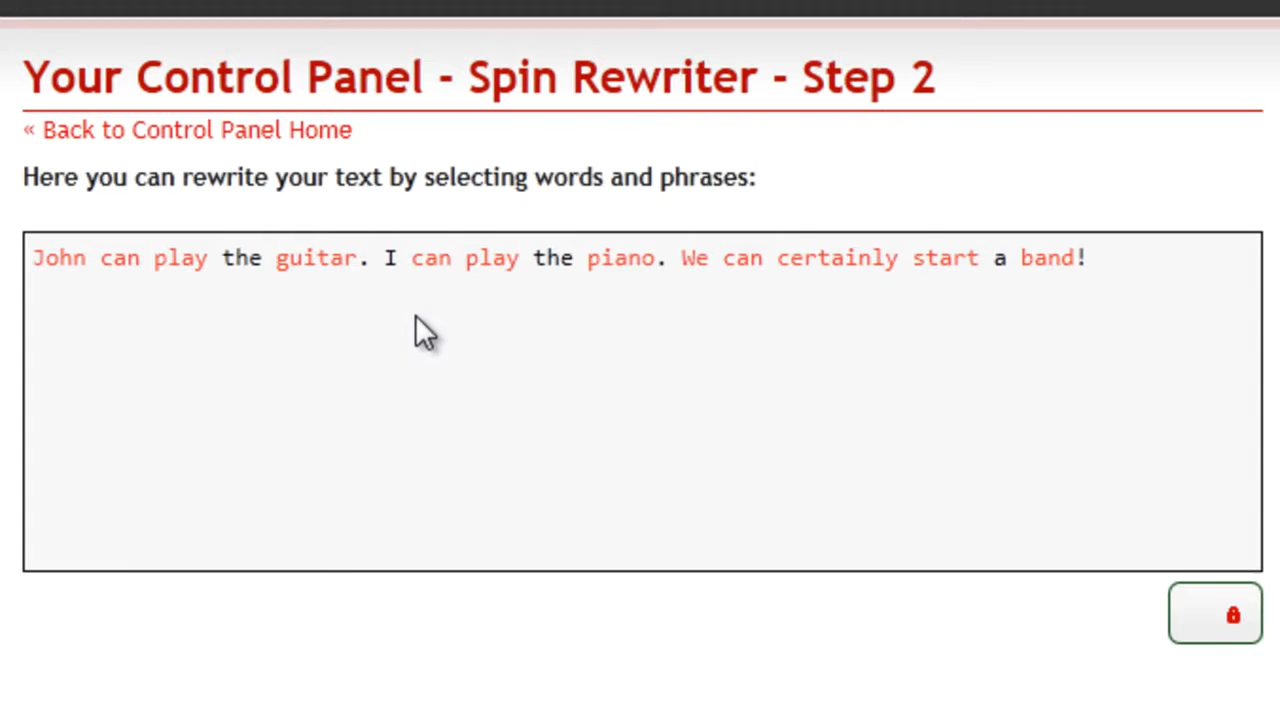 Your Control Panel - Spin Rewriter - Step 2
« Back to Control Panel Home
Here you can rewrite your text by selecting words and phrases:
John can play the guitar. I can play the piano. We can certainly start a band!